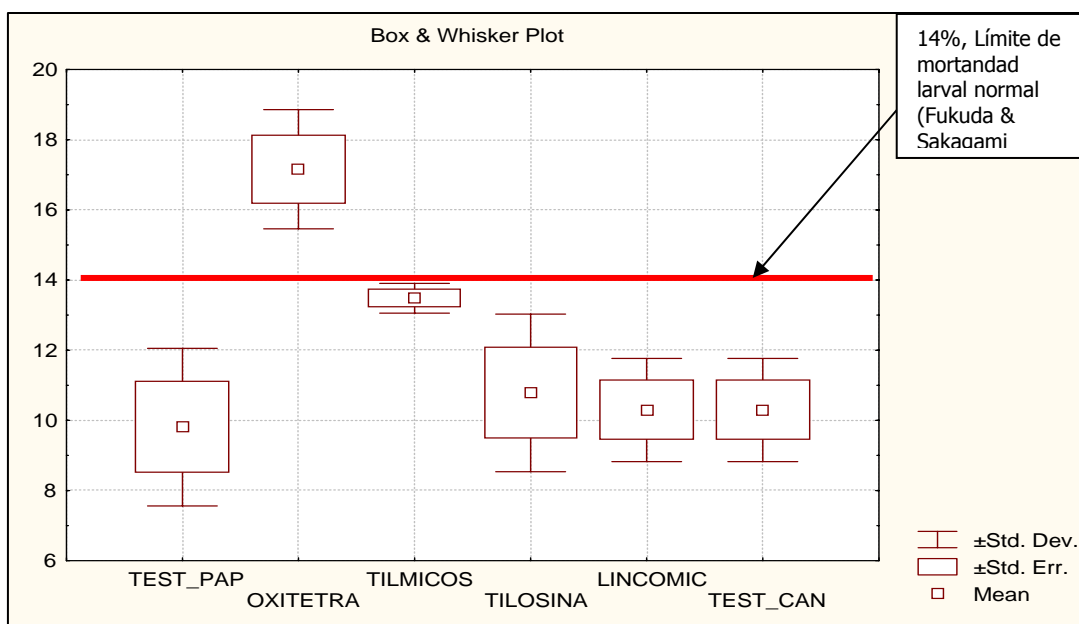 Box & Whisker Plot
14%, Límite de
mortandad
larval normal
(Fukuda &
Sakagami
20
18
16
14
12
10
8
6
TEST_PAP
OXITETRA
TILMICOS
TILOSINA
LINCOMIC
TEST_CAN
±Std. Dev.
±Std. Err.
Mean